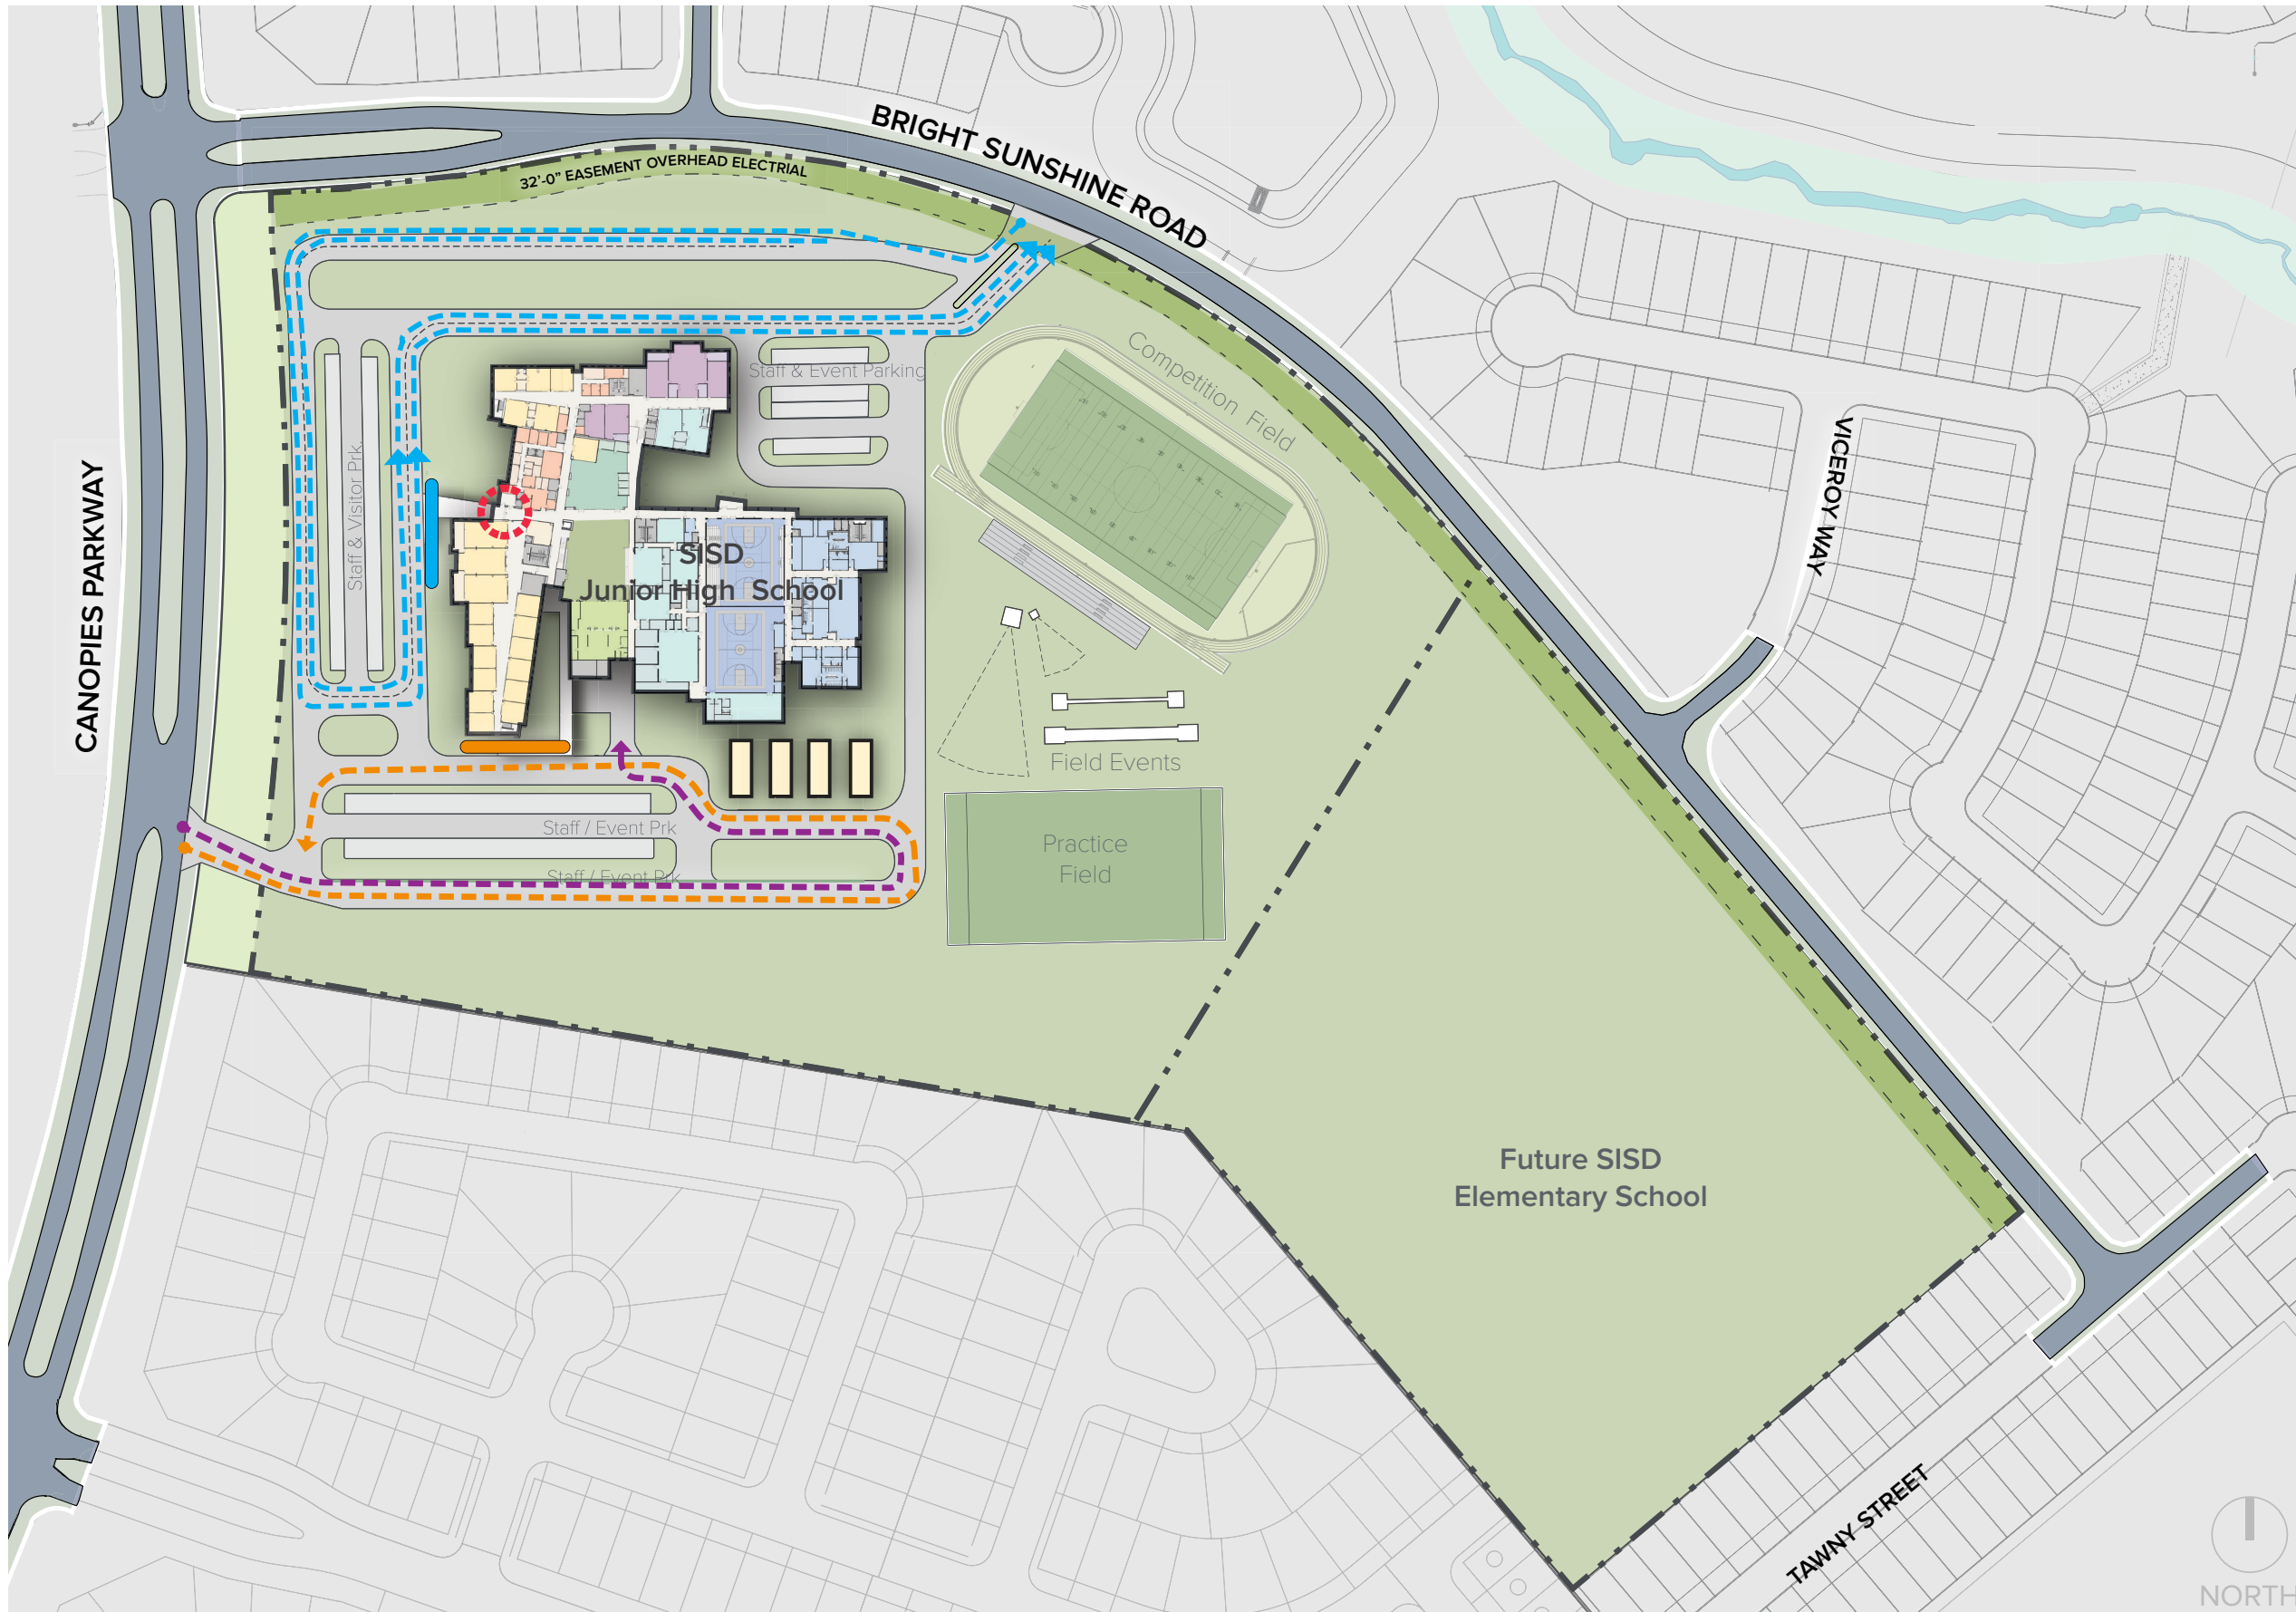 BRIGHT SUNSHINE ROAD
32'-0" EASEMENT OVERHEAD ELECTRIAL
Competition Field
Staff & Event Parking
CANOPIES PARKWAY
Staff & Visitor Prk.
VICEROY WAY
SISD
Junior High School
Field Events
Staff / Event Prk
Practice
Field
Staff / Event Prk
Future SISD
Elementary School
TAWNY STREET
NORTH